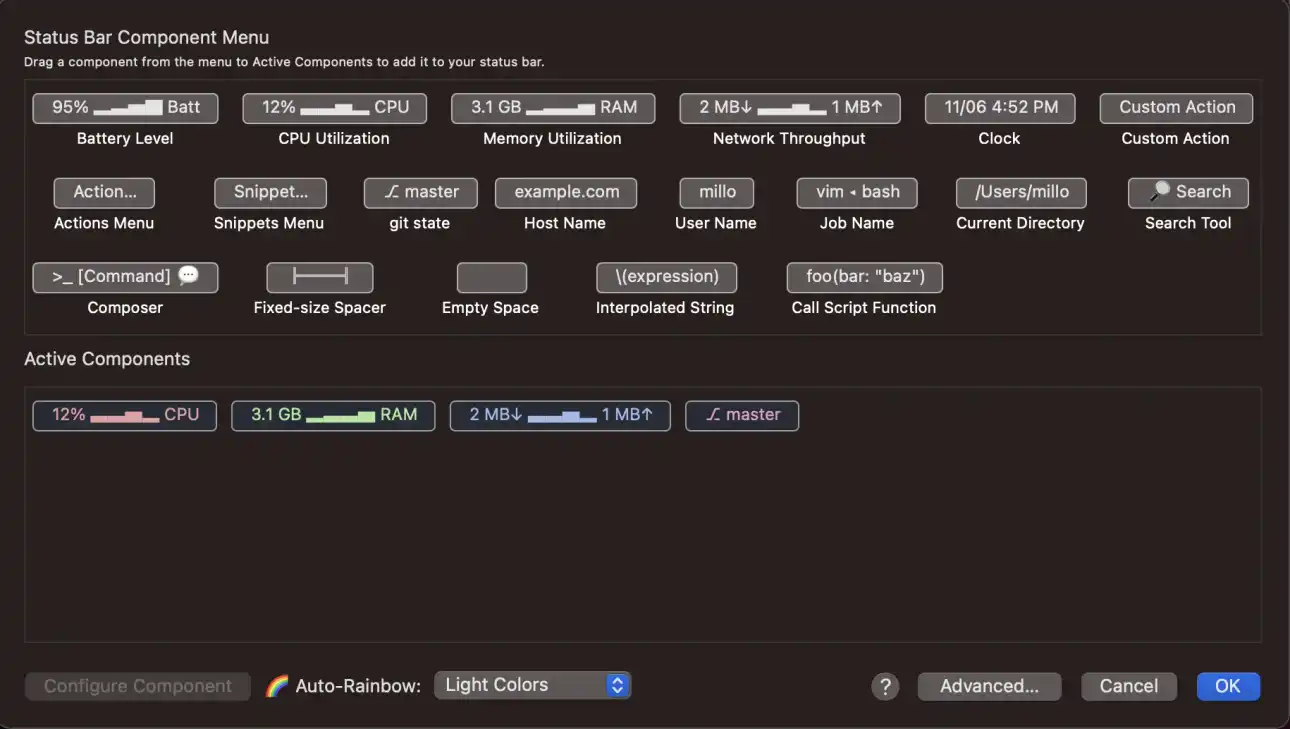 Status Bar Component Menu
Drag a component from the menu to Active Components to add it to your status bar.
95% Batt 12% CPU 3.1 GB RAM 2 MB↓ 1 MB↑ 11/06 4:52 PM Custom Action
Battery Level CPU Utilization Memory Utilization Network Throughput Clock Custom Action
Action... Snippet... ⎇ master example.com millo vim ◂ bash /Users/millo 🔎 Search
Actions Menu Snippets Menu git state Host Name User Name Job Name Current Directory Search Tool
>_ [Command] 💬 \(expression) foo(bar: "baz")
Composer Fixed-size Spacer Empty Space Interpolated String Call Script Function
Active Components
12% CPU 3.1 GB RAM 2 MB↓ 1 MB↑ ⎇ master
Configure Component 🌈 Auto-Rainbow: Light Colors ? Advanced... Cancel OK